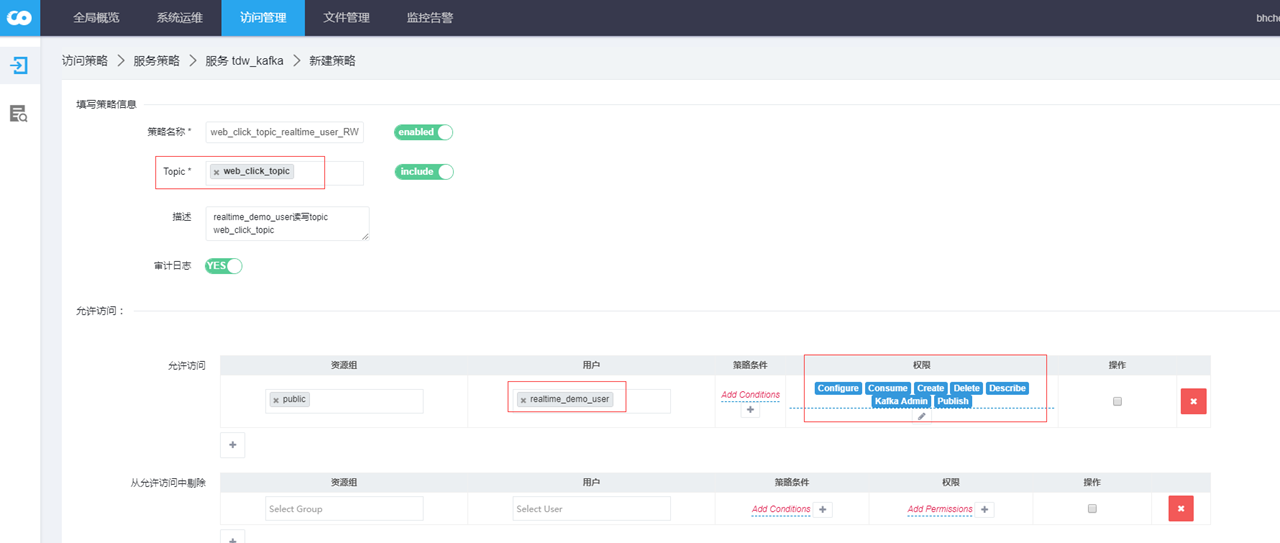 全局概览 系统运维 访问管理 文件管理 监控告警 bhche
访问策略 > 服务策略 > 服务 tdw_kafka > 新建策略
填写策略信息
策略名称 * web_click_topic_realtime_user_RW enabled
Topic * × web_click_topic include
描述 realtime_demo_user读写topic
web_click_topic
审计日志 YES
允许访问：
允许访问 资源组 用户 策略条件 权限 操作
× public × realtime_demo_user Add Conditions + Configure Consume Create Delete Describe
Kafka Admin Publish
+
从允许访问中剔除 资源组 用户 策略条件 权限 操作
Select Group Select User Add Conditions + Add Permissions +
+